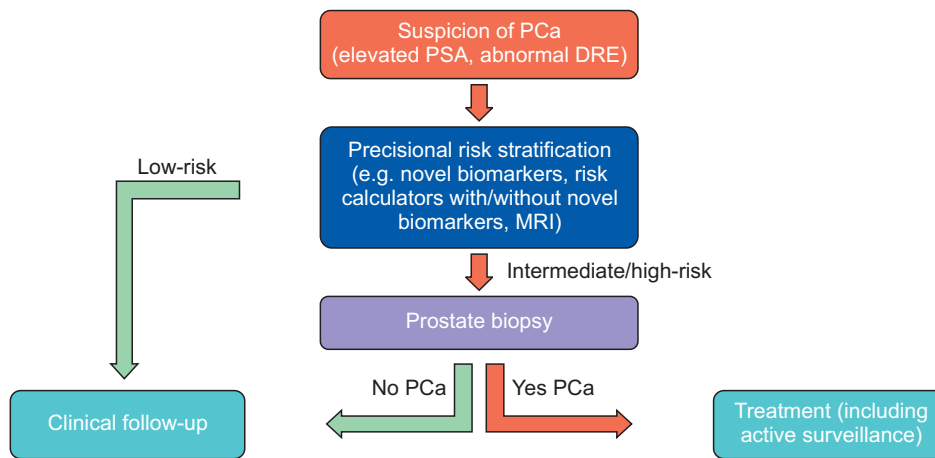 Suspicion of PCa
(elevated PSA, abnormal DRE)
Precisional risk stratification
(e.g. novel biomarkers, risk
calculators with/without novel
biomarkers, MRI)
Low-risk
Intermediate/high-risk
Prostate biopsy
No PCa
Yes PCa
Clinical follow-up
Treatment (including
active surveillance)